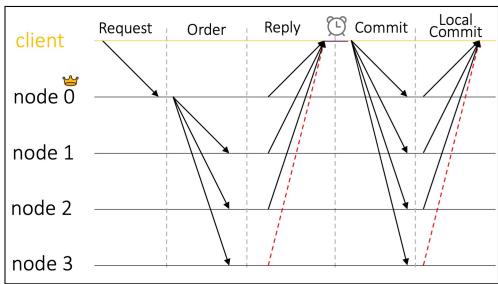 Request
Order
Reply
Commit
Local
Commit
client
node 0
node 1
node 2
node 3